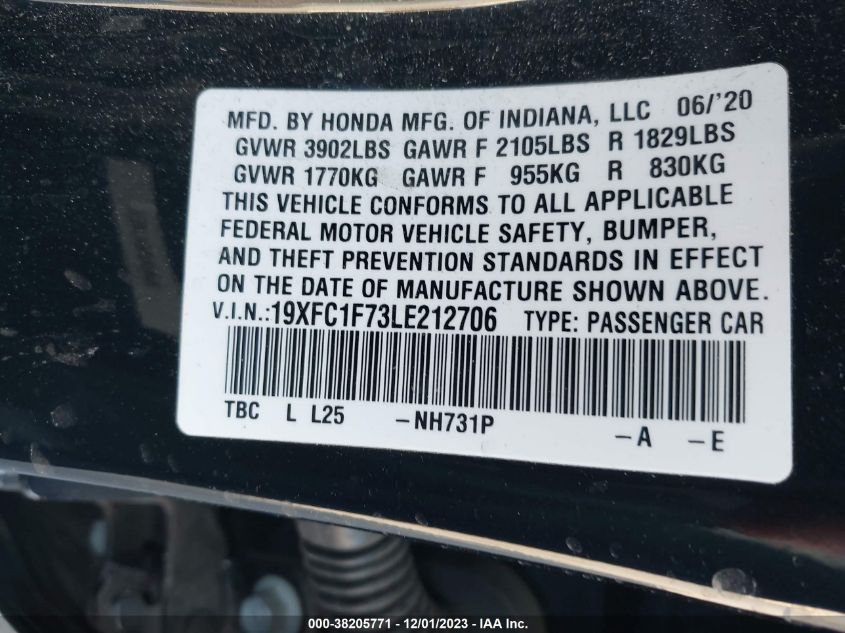 MFD. BY HONDA MFG. OF INDIANA, LLC 06/'20
GVWR 3902LBS GAWR F 2105LBS R 1829LBS
GVWR 1770KG GAWR F 955KG R 830KG
THIS VEHICLE CONFORMS TO ALL APPLICABLE
FEDERAL MOTOR VEHICLE SAFETY, BUMPER,
AND THEFT PREVENTION STANDARDS IN EFFECT
ON THE DATE OF MANUFACTURE SHOWN ABOVE.
V.I.N.:19XFC1F73LE212706 TYPE: PASSENGER CAR
TBC L L25 -NH731P -A -E
000-38205771 - 12/01/2023 - IAA Inc.